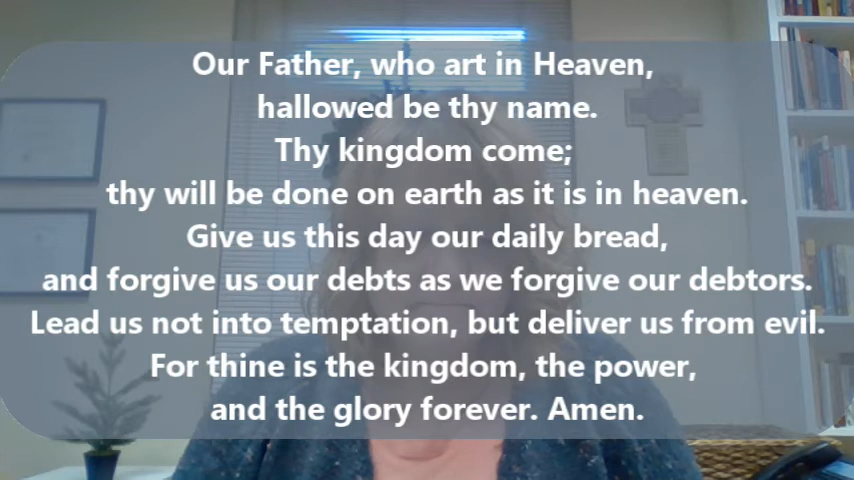 Our Father, who art in Heaven,
hallowed be thy name.
Thy kingdom come;
thy will be done on earth as it is in heaven.
Give us this day our daily bread,
and forgive us our debts as we forgive our debtors.
Lead us not into temptation, but deliver us from evil.
For thine is the kingdom, the power,
and the glory forever. Amen.